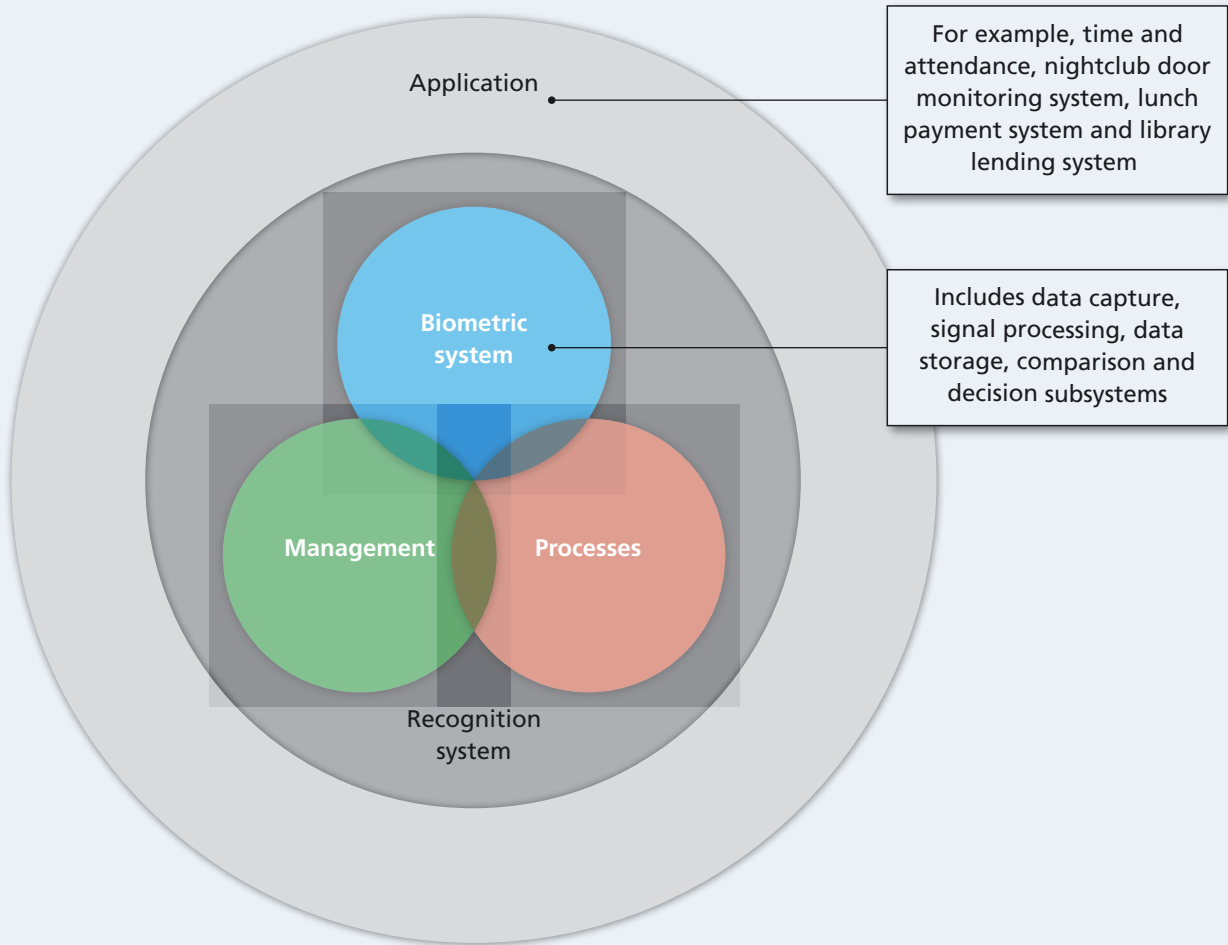 Application
For example, time and
attendance, nightclub door
monitoring system, lunch
payment system and library
lending system
Biometric
system
Includes data capture,
signal processing, data
storage, comparison and
decision subsystems
Management
Processes
Recognition
system